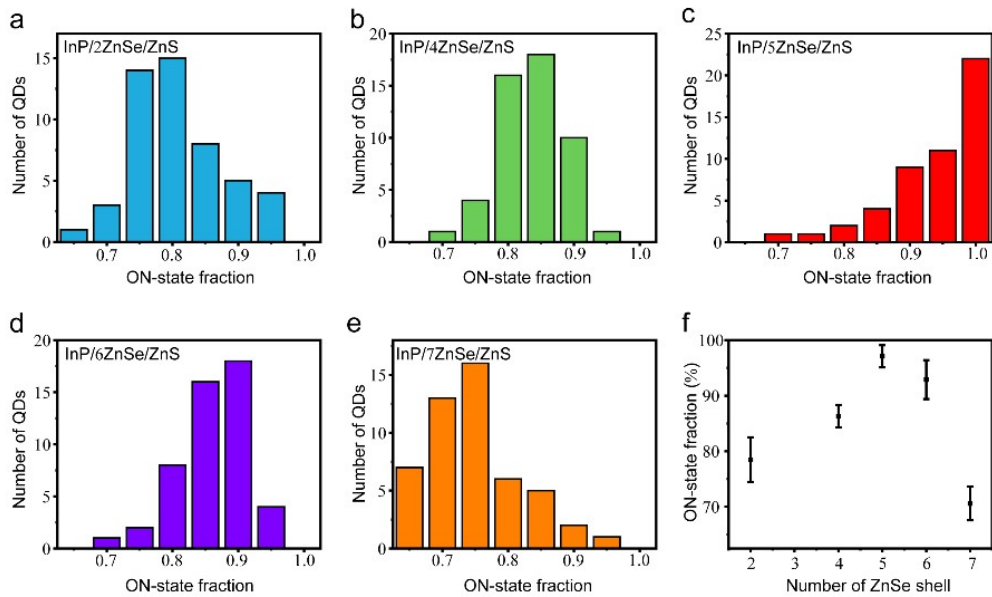 a
InP/2ZnSe/ZnS
15
10
5
0
0.7 0.8 0.9 1.0
Number of QDs
ON-state fraction
b
InP/4ZnSe/ZnS
20
15
10
5
0
0.7 0.8 0.9 1.0
Number of QDs
ON-state fraction
c
InP/5ZnSe/ZnS
25
20
15
10
5
0
0.7 0.8 0.9 1.0
Number of QDs
ON-state fraction
d
InP/6ZnSe/ZnS
20
15
10
5
0
0.7 0.8 0.9 1.0
Number of QDs
ON-state fraction
e
InP/7ZnSe/ZnS
15
10
5
0
0.7 0.8 0.9 1.0
Number of QDs
ON-state fraction
f
100
90
80
70
2 3 4 5 6 7
ON-state fraction (%)
Number of ZnSe shell